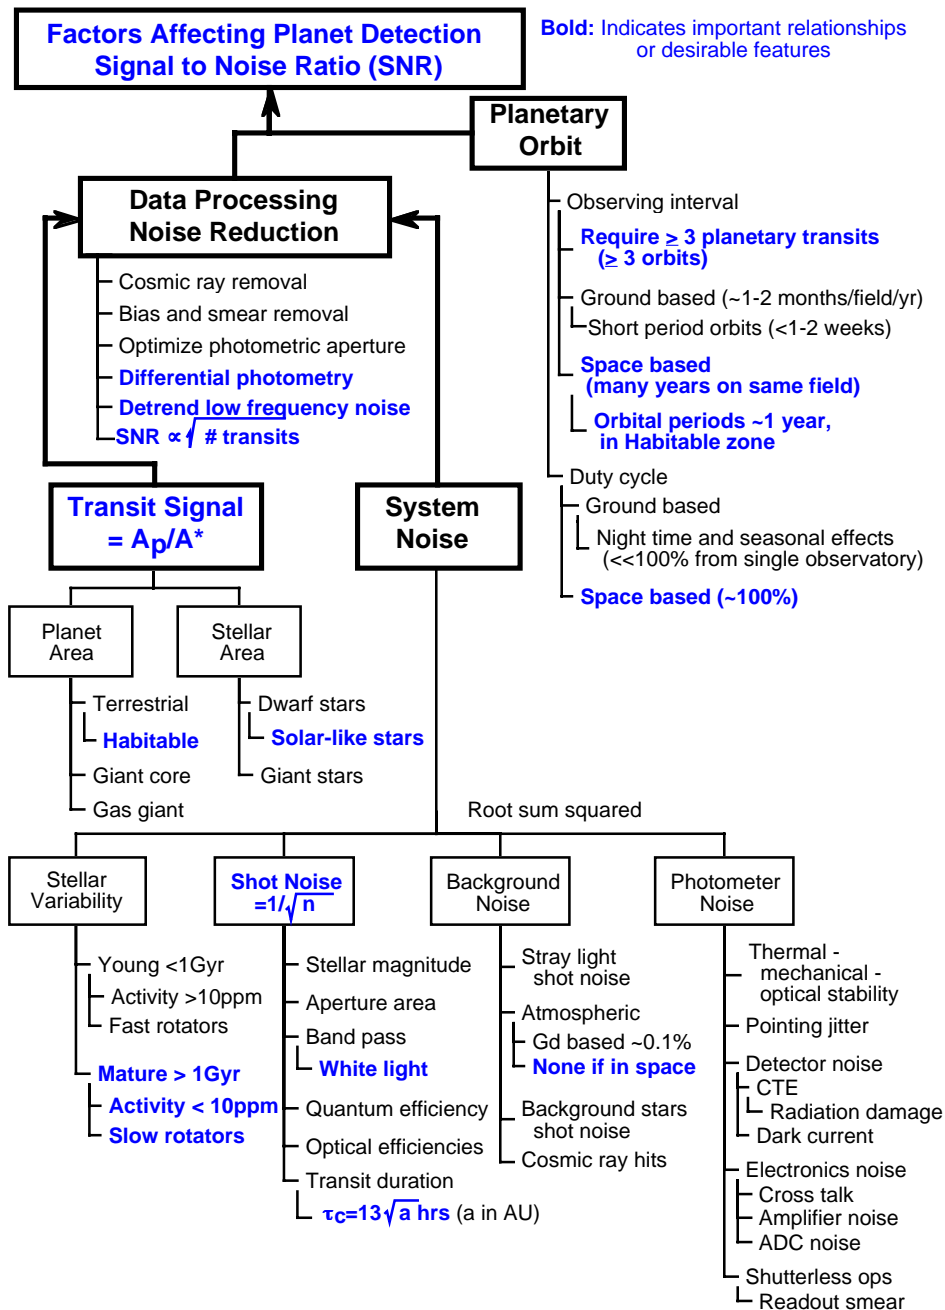 Factors Affecting Planet Detection
Signal to Noise Ratio (SNR)
Bold: Indicates important relationships
or desirable features
Planetary
Orbit
Data Processing
Noise Reduction
Cosmic ray removal
Bias and smear removal
Optimize photometric aperture
Differential photometry
Detrend low frequency noise
SNR ∝ √ # transits
Observing interval
Require ≥ 3 planetary transits
(≥ 3 orbits)
Ground based (~1-2 months/field/yr)
Short period orbits (<1-2 weeks)
Space based
(many years on same field)
Orbital periods ~1 year,
in Habitable zone
Duty cycle
Ground based
Night time and seasonal effects
(<<100% from single observatory)
Space based (~100%)
Transit Signal
= Ap/A*
System
Noise
Planet
Area
Stellar
Area
Terrestrial
Habitable
Giant core
Gas giant
Dwarf stars
Solar-like stars
Giant stars
Root sum squared
Stellar
Variability
Young <1Gyr
Activity >10ppm
Fast rotators
Mature > 1Gyr
Activity < 10ppm
Slow rotators
Shot Noise
=1/√n
Stellar magnitude
Aperture area
Band pass
White light
Quantum efficiency
Optical efficiencies
Transit duration
τc=13√a hrs (a in AU)
Background
Noise
Stray light
shot noise
Atmospheric
Gd based ~0.1%
None if in space
Background stars
shot noise
Cosmic ray hits
Photometer
Noise
Thermal -
mechanical -
optical stability
Pointing jitter
Detector noise
CTE
Radiation damage
Dark current
Electronics noise
Cross talk
Amplifier noise
ADC noise
Shutterless ops
Readout smear